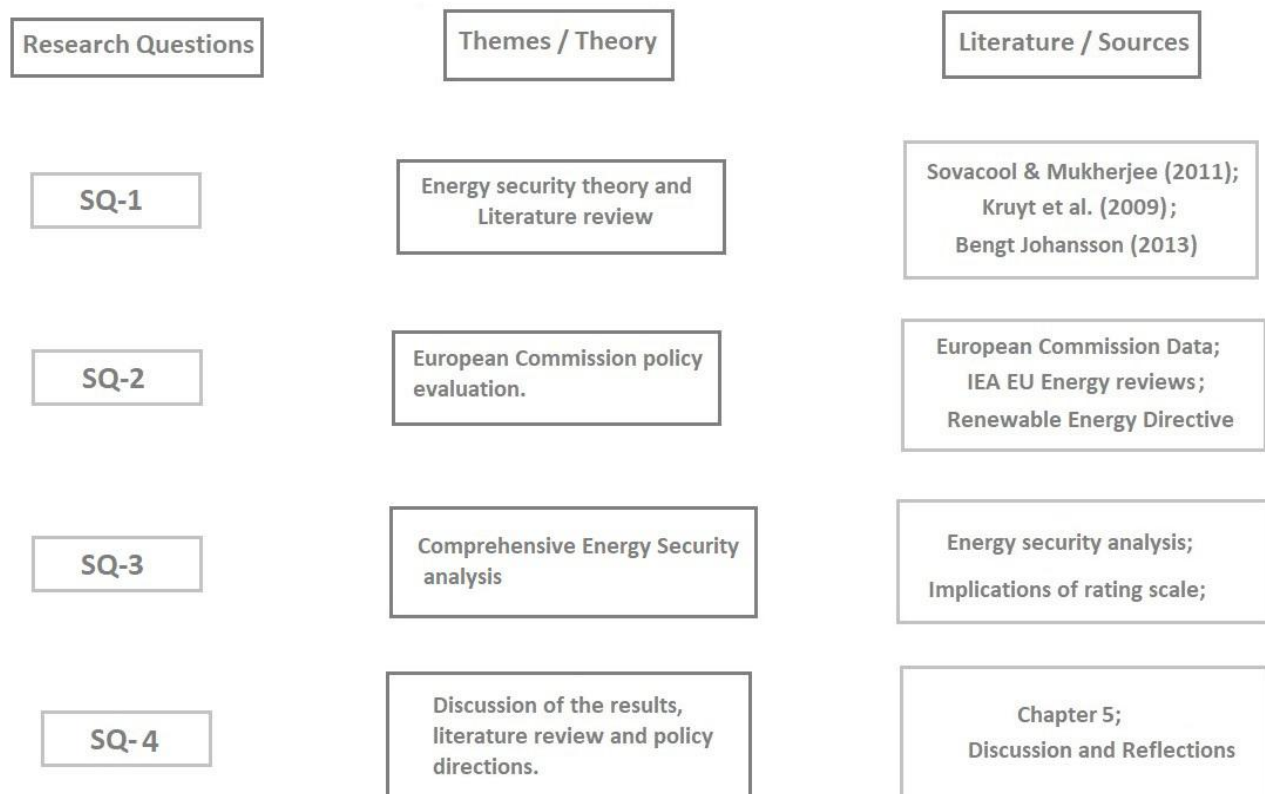 Research Questions
Themes / Theory
Literature / Sources
SQ-1
Energy security theory and
Literature review
Sovacool & Mukherjee (2011);
Kruyt et al. (2009);
Bengt Johansson (2013)
SQ-2
European Commission policy
evaluation.
European Commission Data;
IEA EU Energy reviews;
Renewable Energy Directive
SQ-3
Comprehensive Energy Security
analysis
Energy security analysis;
Implications of rating scale;
SQ-4
Discussion of the results,
literature review and policy
directions.
Chapter 5;
Discussion and Reflections